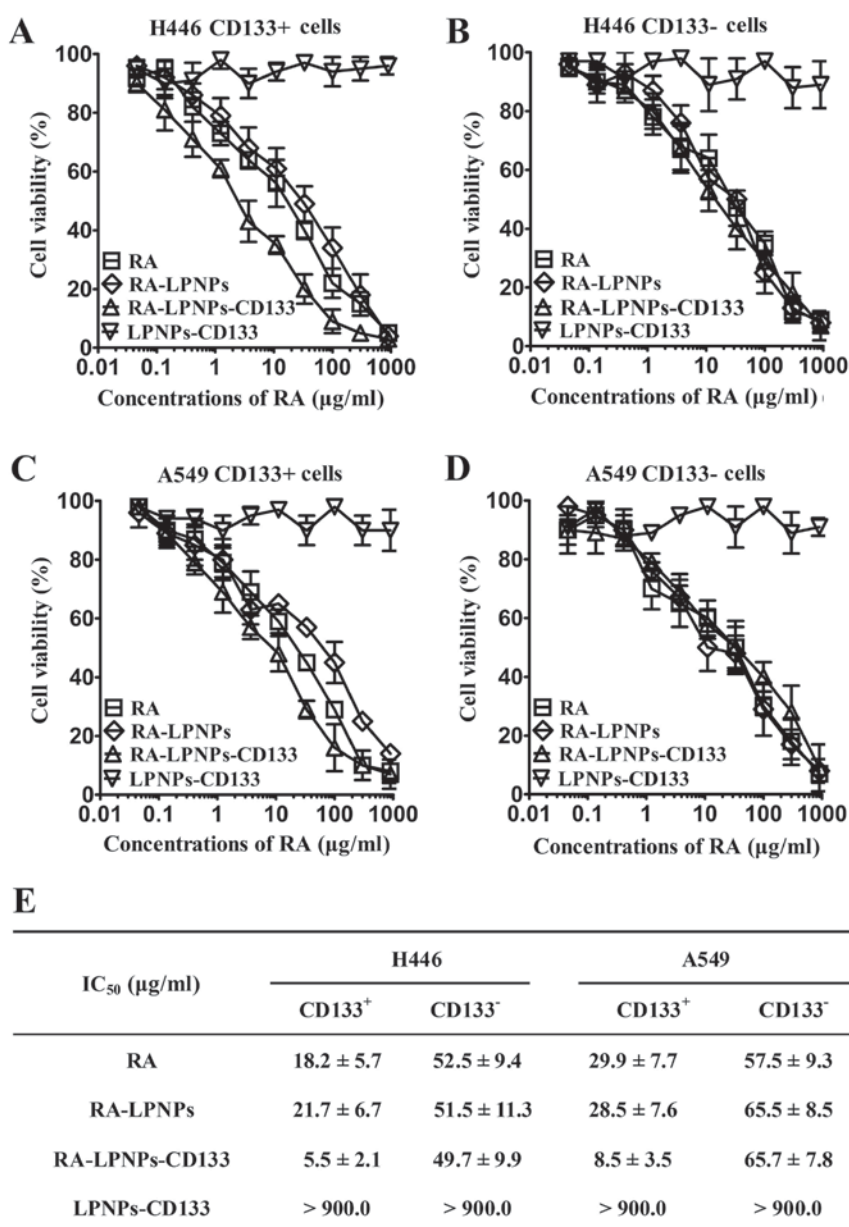 A
H446 CD133+ cells
Cell viability (%)
100
80
60
40
20
0
RA
RA-LPNPs
RA-LPNPs-CD133
LPNPs-CD133
0.01 0.1 1 10 100 1000
Concentrations of RA (µg/ml)
B
H446 CD133- cells
Cell viability (%)
100
80
60
40
20
0
RA
RA-LPNPs
RA-LPNPs-CD133
LPNPs-CD133
0.01 0.1 1 10 100 1000
Concentrations of RA (µg/ml) (
C
A549 CD133+ cells
Cell viability (%)
100
80
60
40
20
0
RA
RA-LPNPs
RA-LPNPs-CD133
LPNPs-CD133
0.01 0.1 1 10 100 1000
Concentrations of RA (µg/ml)
D
A549 CD133- cells
Cell viability (%)
100
80
60
40
20
0
RA
RA-LPNPs
RA-LPNPs-CD133
LPNPs-CD133
0.01 0.1 1 10 100 1000
Concentrations of RA (µg/ml)
E
IC50 (µg/ml) H446 A549
CD133+ CD133- CD133+ CD133-
RA 18.2 ± 5.7 52.5 ± 9.4 29.9 ± 7.7 57.5 ± 9.3
RA-LPNPs 21.7 ± 6.7 51.5 ± 11.3 28.5 ± 7.6 65.5 ± 8.5
RA-LPNPs-CD133 5.5 ± 2.1 49.7 ± 9.9 8.5 ± 3.5 65.7 ± 7.8
LPNPs-CD133 > 900.0 > 900.0 > 900.0 > 900.0